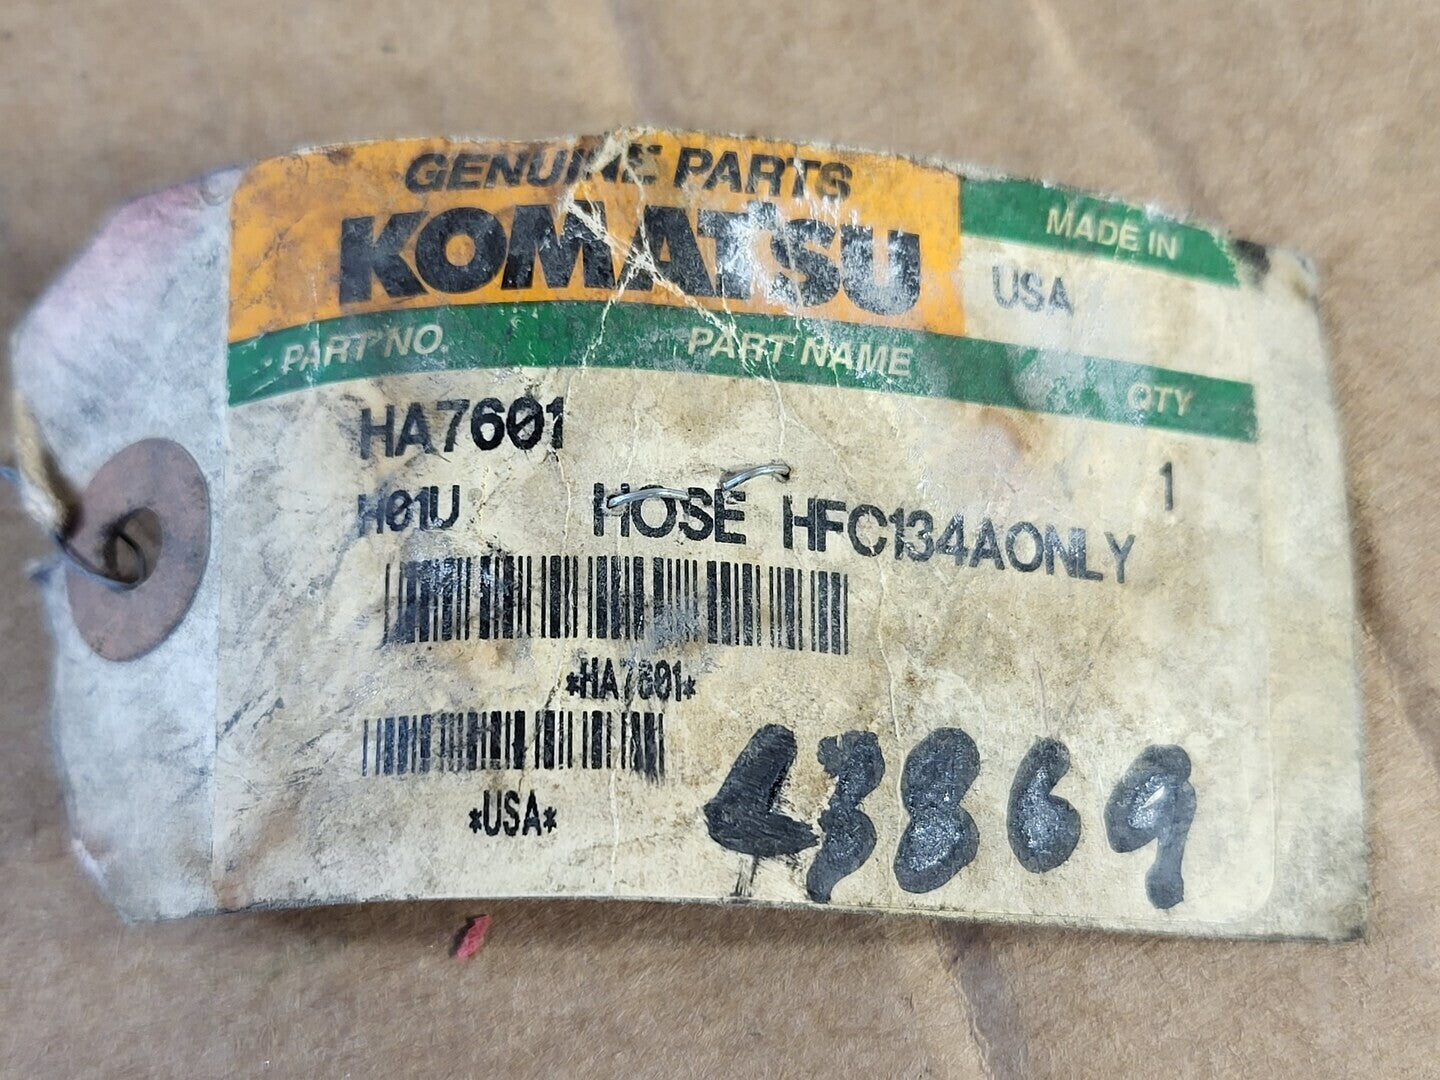 GENUINE PARTS
KOMATSU
MADE IN
USA
PART NO. PART NAME QTY
HA7601
1
H01U HOSE HFC134AONLY
*HA7601*
*USA*
43869